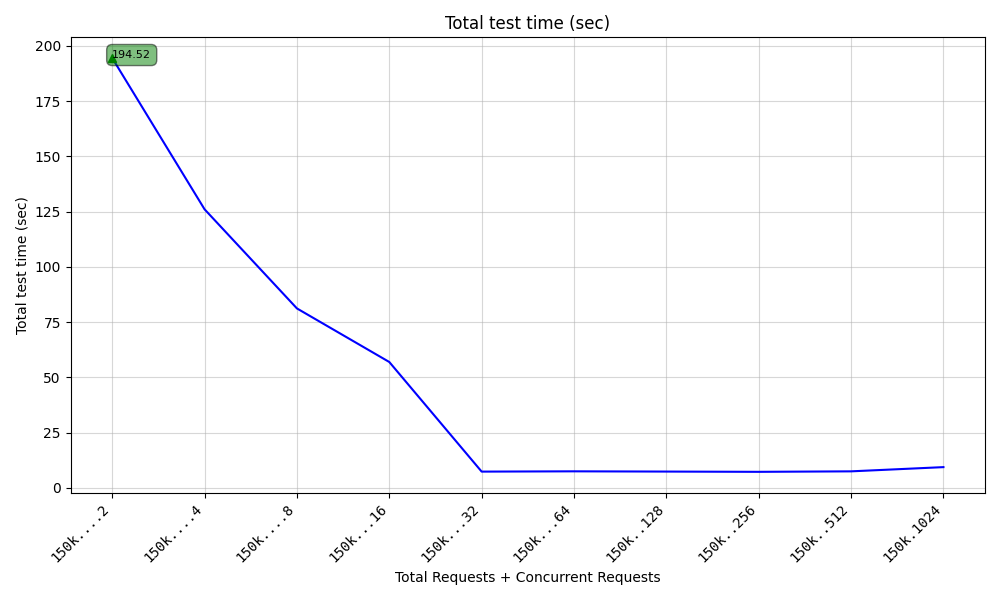 Total test time (sec)
194.52
200
175
150
125
100
75
50
25
0
Total test time (sec)
150k....2
150k....4
150k....8
150k...16
150k...32
150k...64
150k..128
150k..256
150k..512
150k.1024
Total Requests + Concurrent Requests